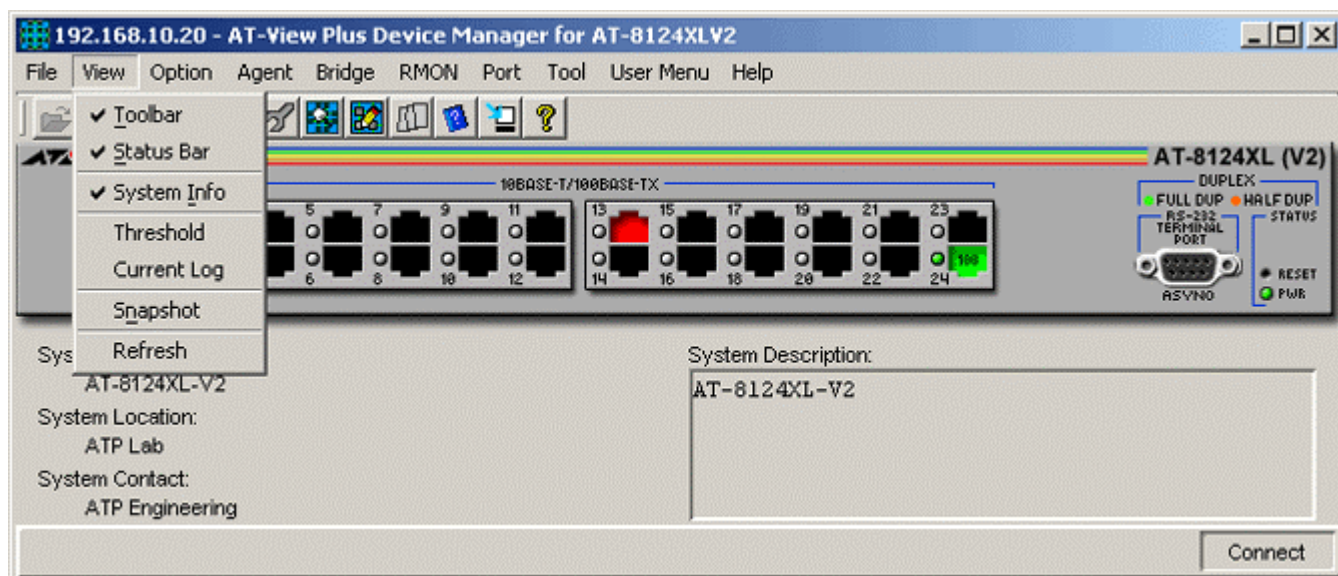 192.168.10.20 - AT-View Plus Device Manager for AT-8124XLV2
File View Option Agent Bridge RMON Port Tool User Menu Help
Toolbar
Status Bar
System Info
Threshold
Current Log
Snapshot
Refresh
AT-8124XL (V2)
10BASE-T/100BASE-TX
5 7 9 11 13 15 17 19 21 23
6 8 10 12 14 16 18 20 22 24
100
DUPLEX
FULL DUP HALF DUP
RS-232
TERMINAL
PORT
ASYNO
STATUS
RESET
PWR
Sys
AT-8124XL-V2
System Location:
ATP Lab
System Contact:
ATP Engineering
System Description:
AT-8124XL-V2
Connect